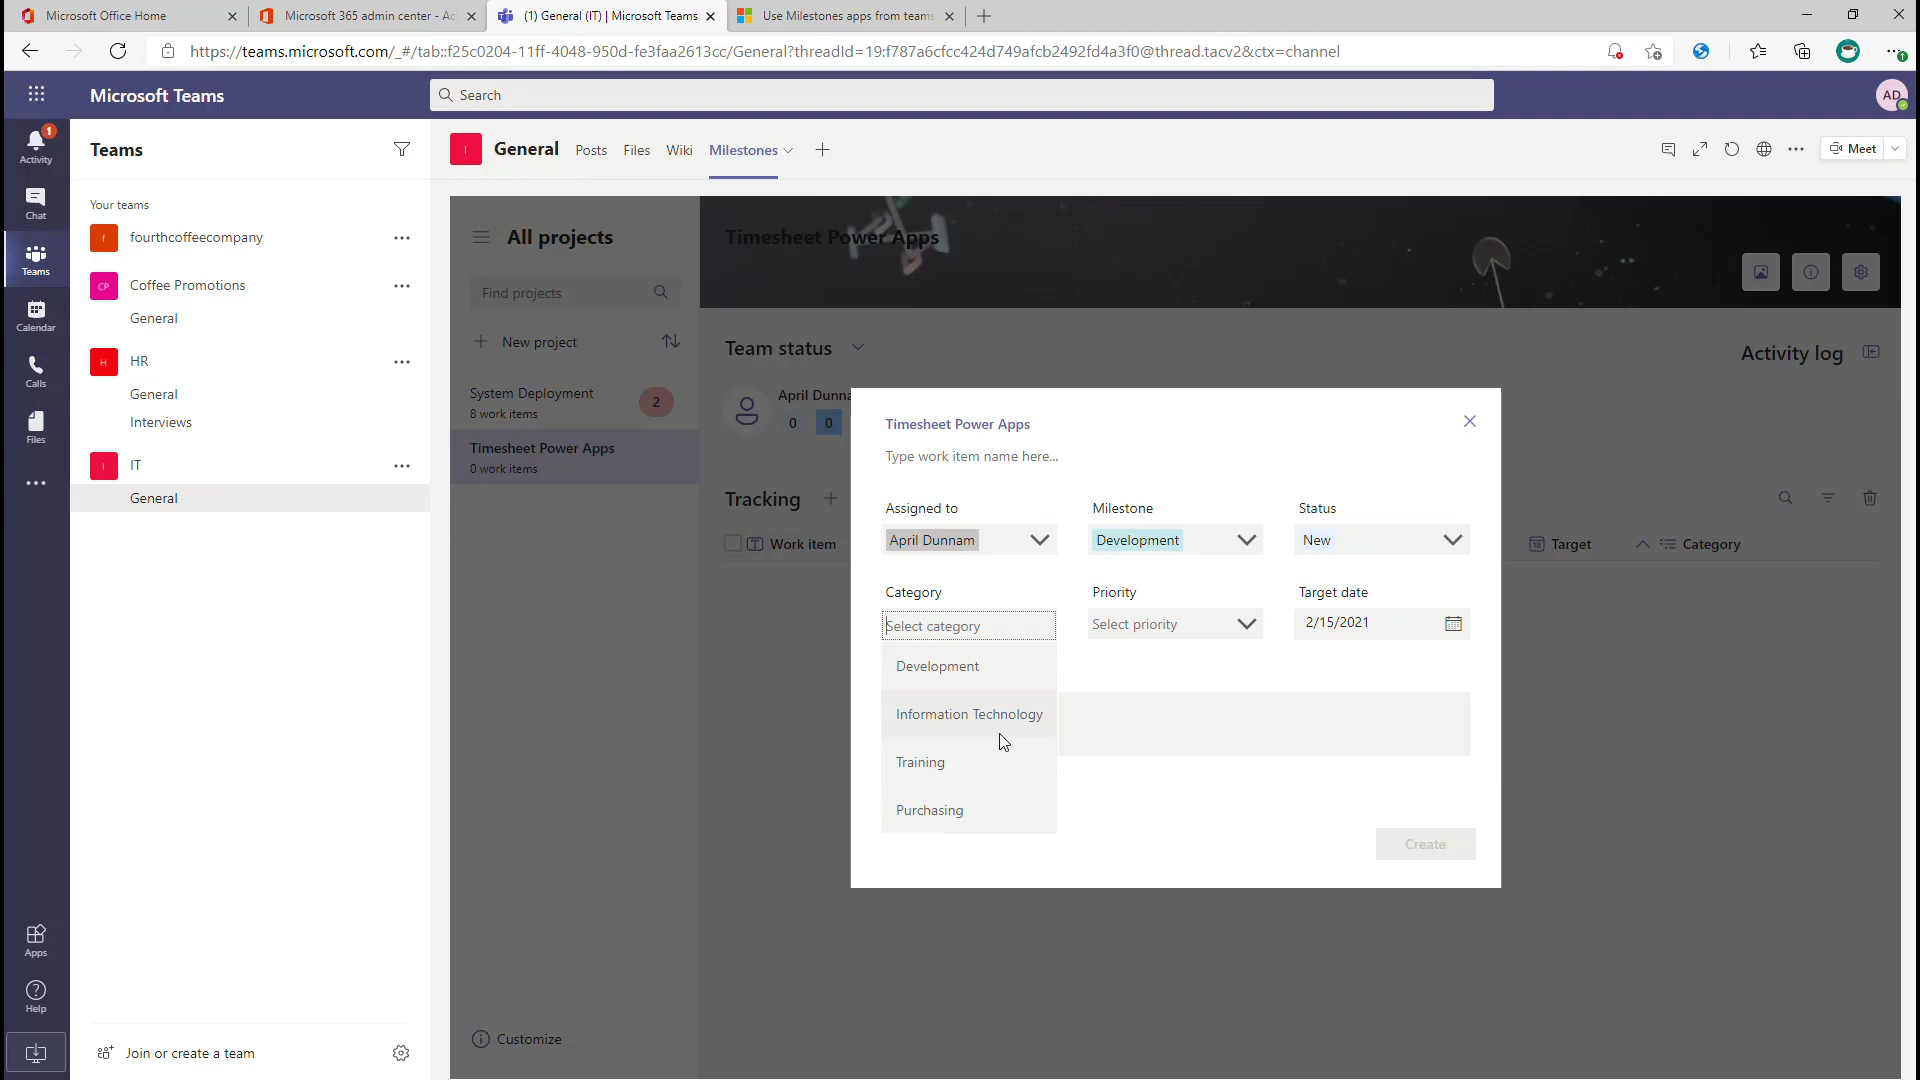 Microsoft Office Home
Microsoft 365 admin center - Ac
(1) General (IT) | Microsoft Teams
Use Milestones apps from teams
https://teams.microsoft.com/_#/tab::f25c0204-11ff-4048-950d-fe3faa2613cc/General?threadId=19:f787a6cfcc424d749afcb2492fd4a3f0@thread.tacv2&ctx=channel
Microsoft Teams
Search
AD
1
Activity
Chat
Teams
Calendar
Calls
Files
Apps
Help
Teams
Your teams
f
fourthcoffeecompany
CP
Coffee Promotions
General
H
HR
General
Interviews
I
IT
General
Join or create a team
I
General
Posts
Files
Wiki
Milestones
Meet
All projects
Find projects
New project
System Deployment
8 work items
2
Timesheet Power Apps
0 work items
Customize
Timesheet Power Apps
Team status
Activity log
April Dunna
0
0
Tracking
Work item
Target
Category
Timesheet Power Apps
Type work item name here...
Assigned to
Milestone
Status
April Dunnam
Development
New
Category
Priority
Target date
Select category
Select priority
2/15/2021
Development
Information Technology
Training
Purchasing
Create